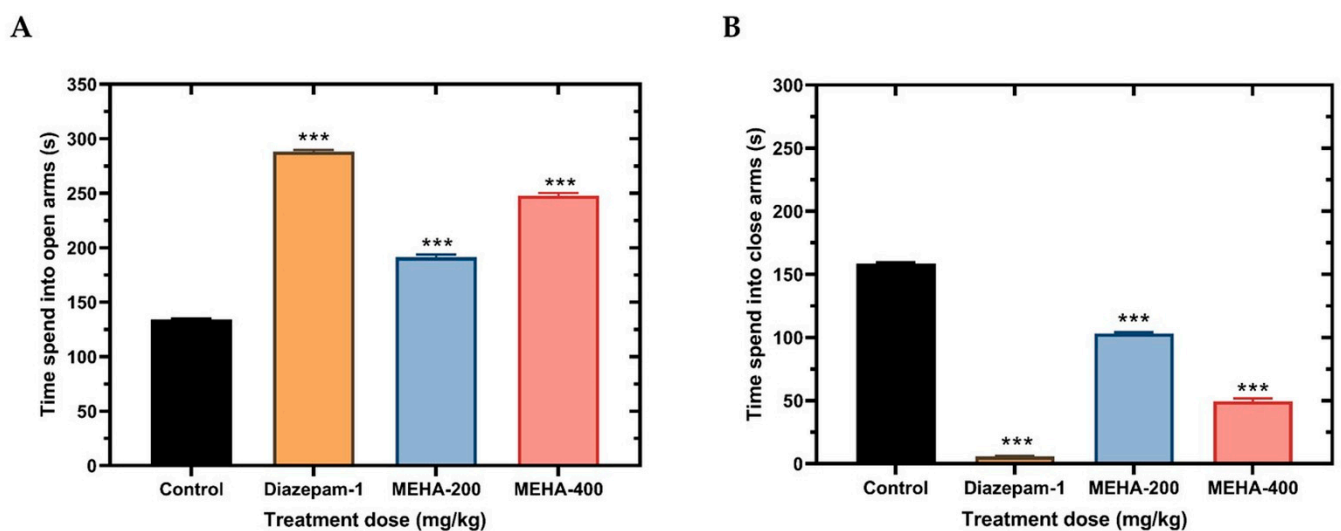 A
Time spend into open arms (s)
350
300
250
200
150
100
50
0
***
***
***
Control Diazepam-1 MEHA-200 MEHA-400
Treatment dose (mg/kg)
B
Time spend into close arms (s)
300
250
200
150
100
50
0
***
***
***
Control Diazepam-1 MEHA-200 MEHA-400
Treatment dose (mg/kg)